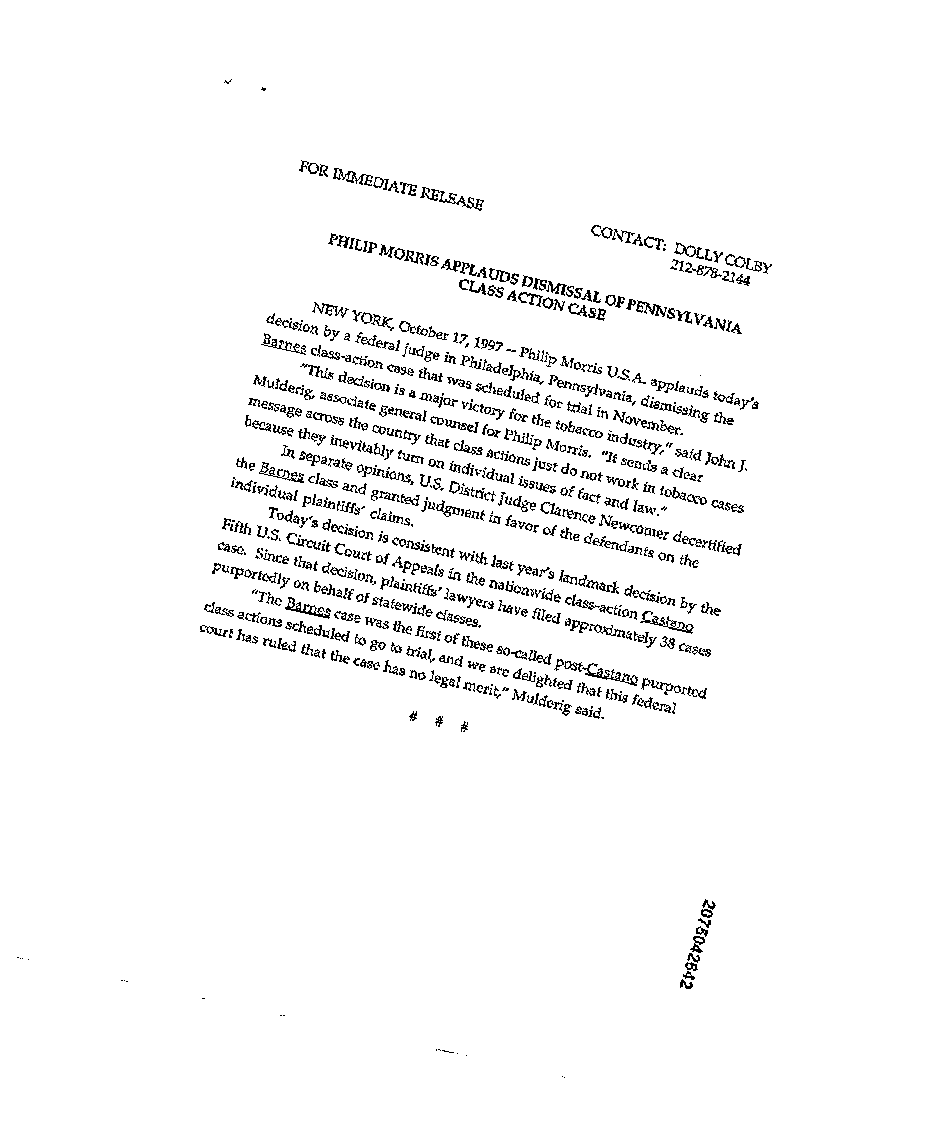 FOR IMMEDIATE RELEASE
CONTACT: DOLLY COLBY
212-878-2144
PHILIP MORRIS APPLAUDS DISMISSAL OF PENNSYLVANIA
CLASS ACTION CASE
NEW YORK, October 17, 1997 -- Philip Morris U.S.A. applauds today's
decision by a federal judge in Philadelphia, Pennsylvania, dismissing the
Barnes class-action case that was scheduled for trial in November.
"This decision is a major victory for the tobacco industry," said John J.
Mulderig, associate general counsel for Philip Morris. "It sends a clear
message across the country that class actions just do not work in tobacco cases
because they inevitably turn on individual issues of fact and law."
In separate opinions, U.S. District Judge Clarence Newcomer decertified
the Barnes class and granted judgment in favor of the defendants on the
individual plaintiffs' claims.
Today's decision is consistent with last year's landmark decision by the
Fifth U.S. Circuit Court of Appeals in the nationwide class-action Castano
case. Since that decision, plaintiffs' lawyers have filed approximately 38 cases
purportedly on behalf of statewide classes.
"The Barnes case was the first of these so-called post-Castano purported
class actions scheduled to go to trial, and we are delighted that this federal
court has ruled that the case has no legal merit," Mulderig said.
# # #
2075042642